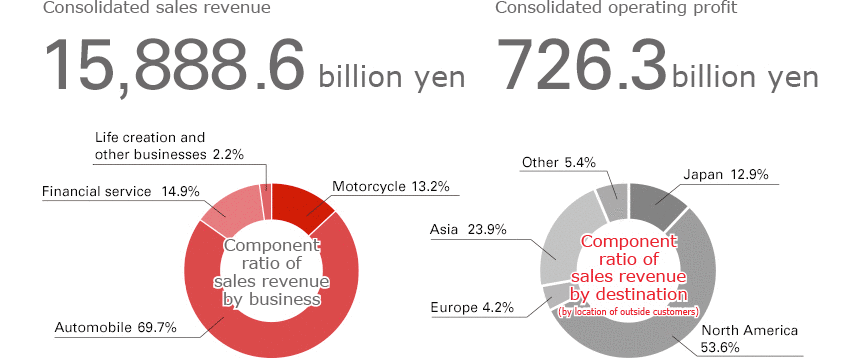 Consolidated sales revenue
15,888.6 billion yen
Life creation and
other businesses 2.2%
Financial service 14.9%
Motorcycle 13.2%
Component
ratio of
sales revenue
by business
Automobile 69.7%
Consolidated operating profit
726.3 billion yen
Other 5.4%
Japan 12.9%
Asia 23.9%
Component
ratio of
sales revenue
by destination
(by location of outside customers)
Europe 4.2%
North America
53.6%